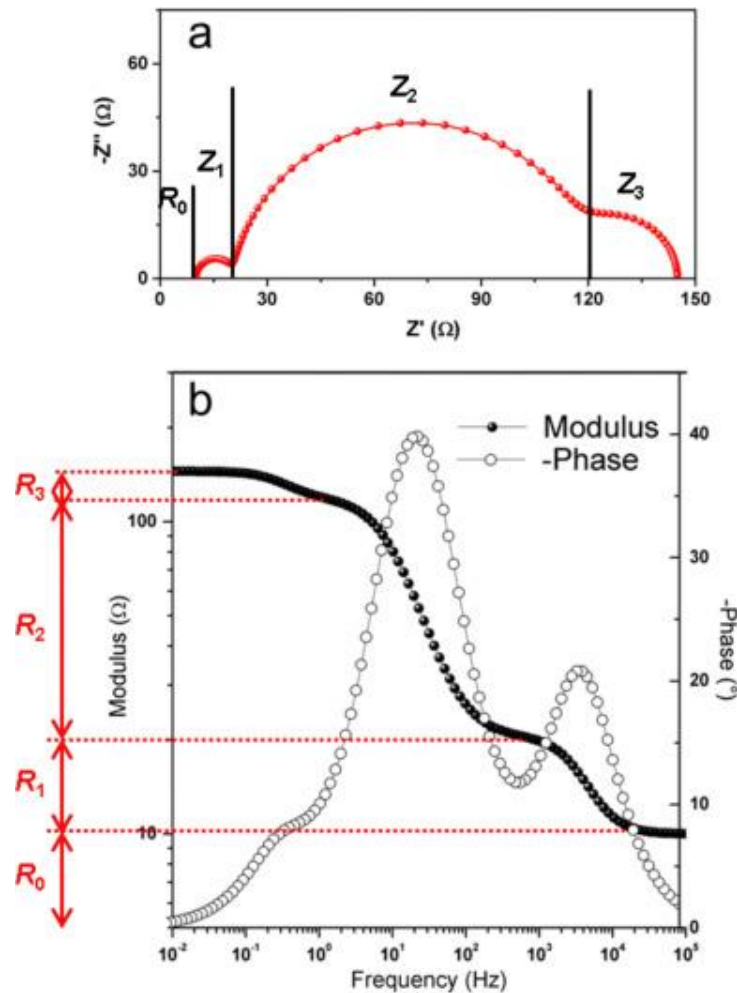 a
60
30
0
-Z'' (Ω)
R0
Z1
Z2
Z3
0 30 60 90 120 150
Z' (Ω)
b
Modulus
-Phase
R3
R2
R1
R0
100
10
Modulus (Ω)
40
30
20
10
0
-Phase (°)
10-2 10-1 100 101 102 103 104 105
Frequency (Hz)